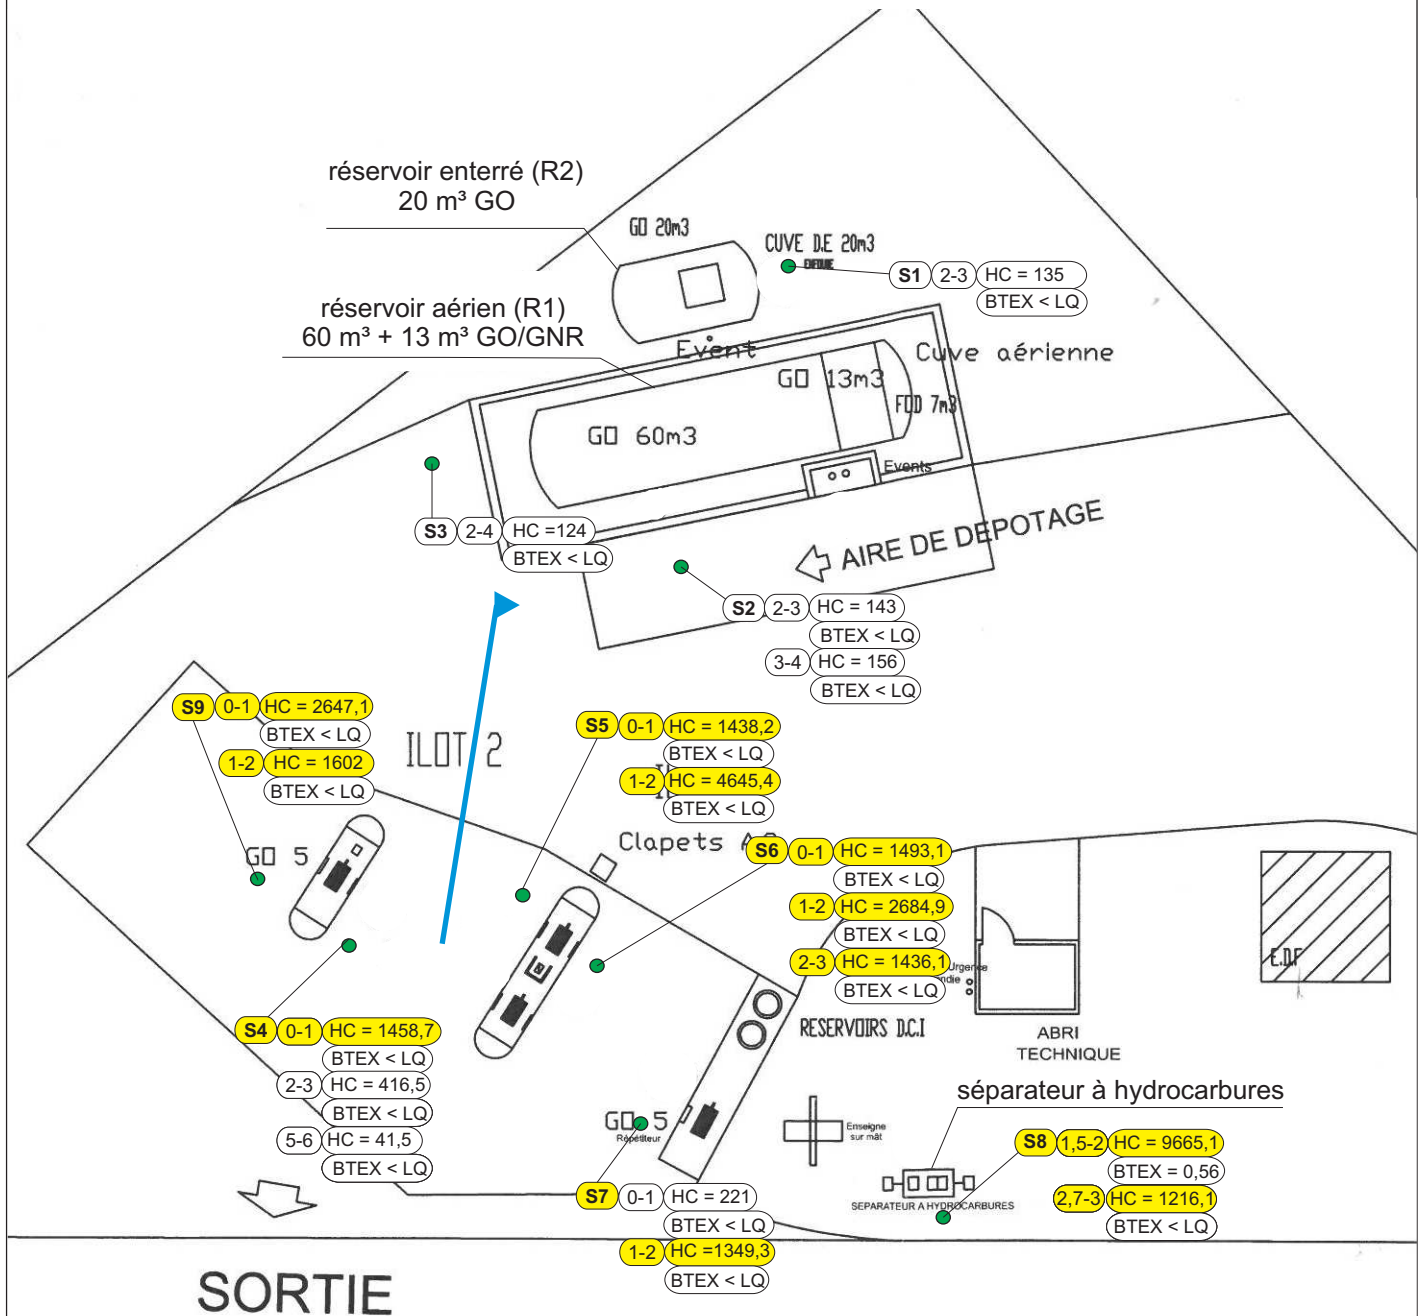 réservoir enterré (R2)
20 m³ GO
GO 20m3
CUVE D.E 20m3
ENFOUIE
S1 2-3 HC = 135
BTEX < LQ
réservoir aérien (R1)
60 m³ + 13 m³ GO/GNR
Event
Cuve aérienne
GO 13m3
FOD 7m3
GO 60m3
Events
AIRE DE DEPOTAGE
S3 2-4 HC =124
BTEX < LQ
S2 2-3 HC = 143
BTEX < LQ
3-4 HC = 156
BTEX < LQ
S9 0-1 HC = 2647,1
BTEX < LQ
1-2 HC = 1602
BTEX < LQ
ILOT 2
S5 0-1 HC = 1438,2
BTEX < LQ
1-2 HC = 4645,4
BTEX < LQ
Clapets
GO 5
S6 0-1 HC = 1493,1
BTEX < LQ
1-2 HC = 2684,9
BTEX < LQ
2-3 HC = 1436,1
BTEX < LQ
Urgence
E.D.F
RESERVOIRS D.C.I
ABRI
TECHNIQUE
S4 0-1 HC = 1458,7
BTEX < LQ
2-3 HC = 416,5
BTEX < LQ
5-6 HC = 41,5
BTEX < LQ
séparateur à hydrocarbures
GO 5
Répétiteur
Enseigne
sur mât
S8 1,5-2 HC = 9665,1
BTEX = 0,56
2,7-3 HC = 1216,1
BTEX < LQ
SEPARATEUR A HYDROCARBURES
S7 0-1 HC = 221
BTEX < LQ
1-2 HC =1349,3
BTEX < LQ
SORTIE